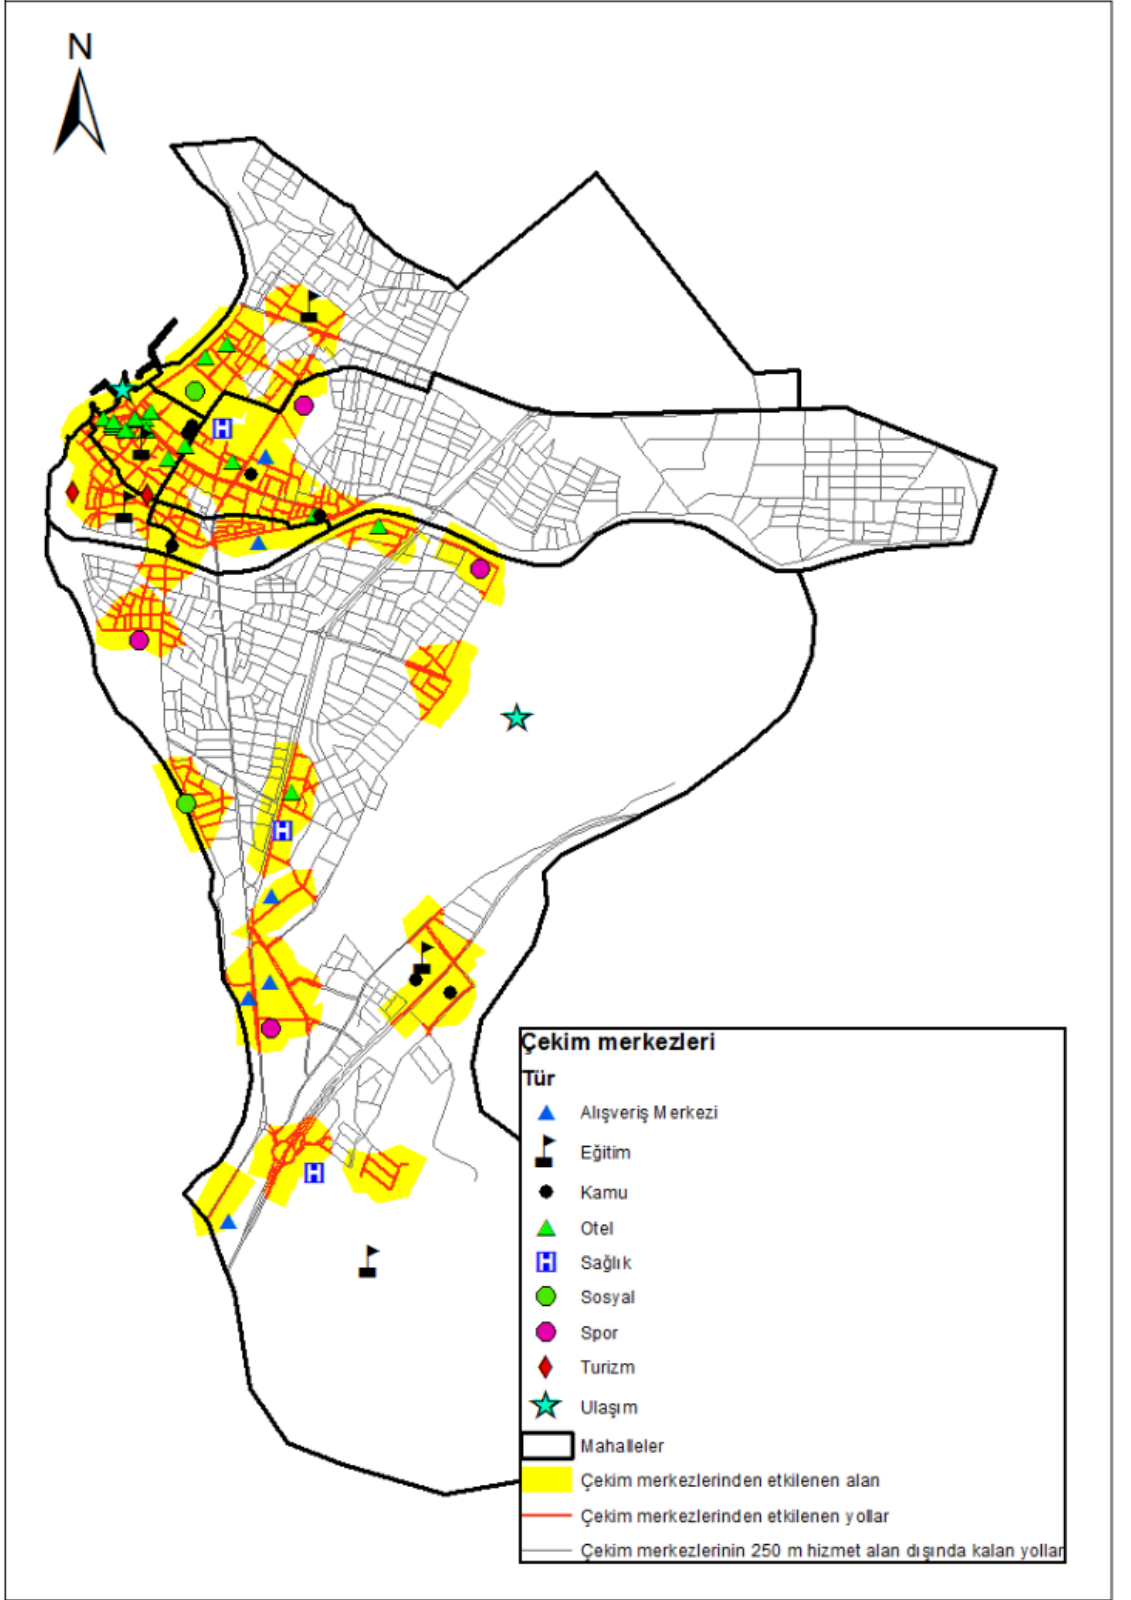 N
Çekim merkezleri
Tür
Alışveriş Merkezi
Eğitim
Kamu
Otel
H Sağlık
Sosyal
Spor
Turizm
Ulaşım
Mahalleler
Çekim merkezlerinden etkilenen alan
Çekim merkezlerinden etkilenen yollar
Çekim merkezlerinin 250 m hizmet alan dışında kalan yollar
H
H
H